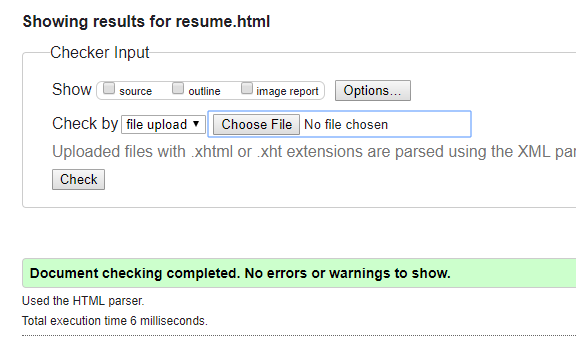 Showing results for resume.html
Checker Input
Show source outline image report Options...
Check by file upload Choose File No file chosen
Uploaded files with .xhtml or .xht extensions are parsed using the XML par
Check
Document checking completed. No errors or warnings to show.
Used the HTML parser.
Total execution time 6 milliseconds.